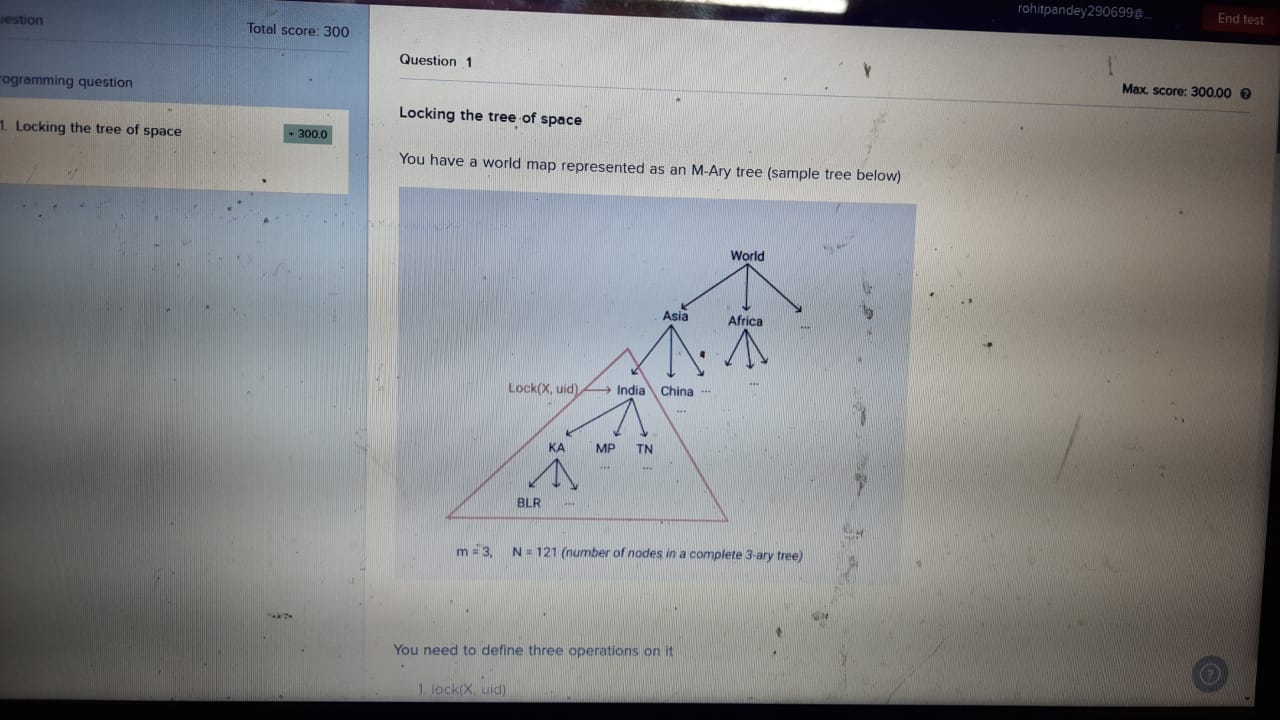 rohitpandey290699@...
End test
estion
Total score: 300
rogramming question
1. Locking the tree of space
+ 300.0
Question 1
Max. score: 300.00 ?
Locking the tree of space
You have a world map represented as an M-Ary tree (sample tree below)
World
Asia
Africa
...
Lock(X, uid)
India
China
...
...
...
KA
MP
TN
...
...
BLR
...
m = 3, N = 121 (number of nodes in a complete 3-ary tree)
You need to define three operations on it
1. lock(X, uid)
?